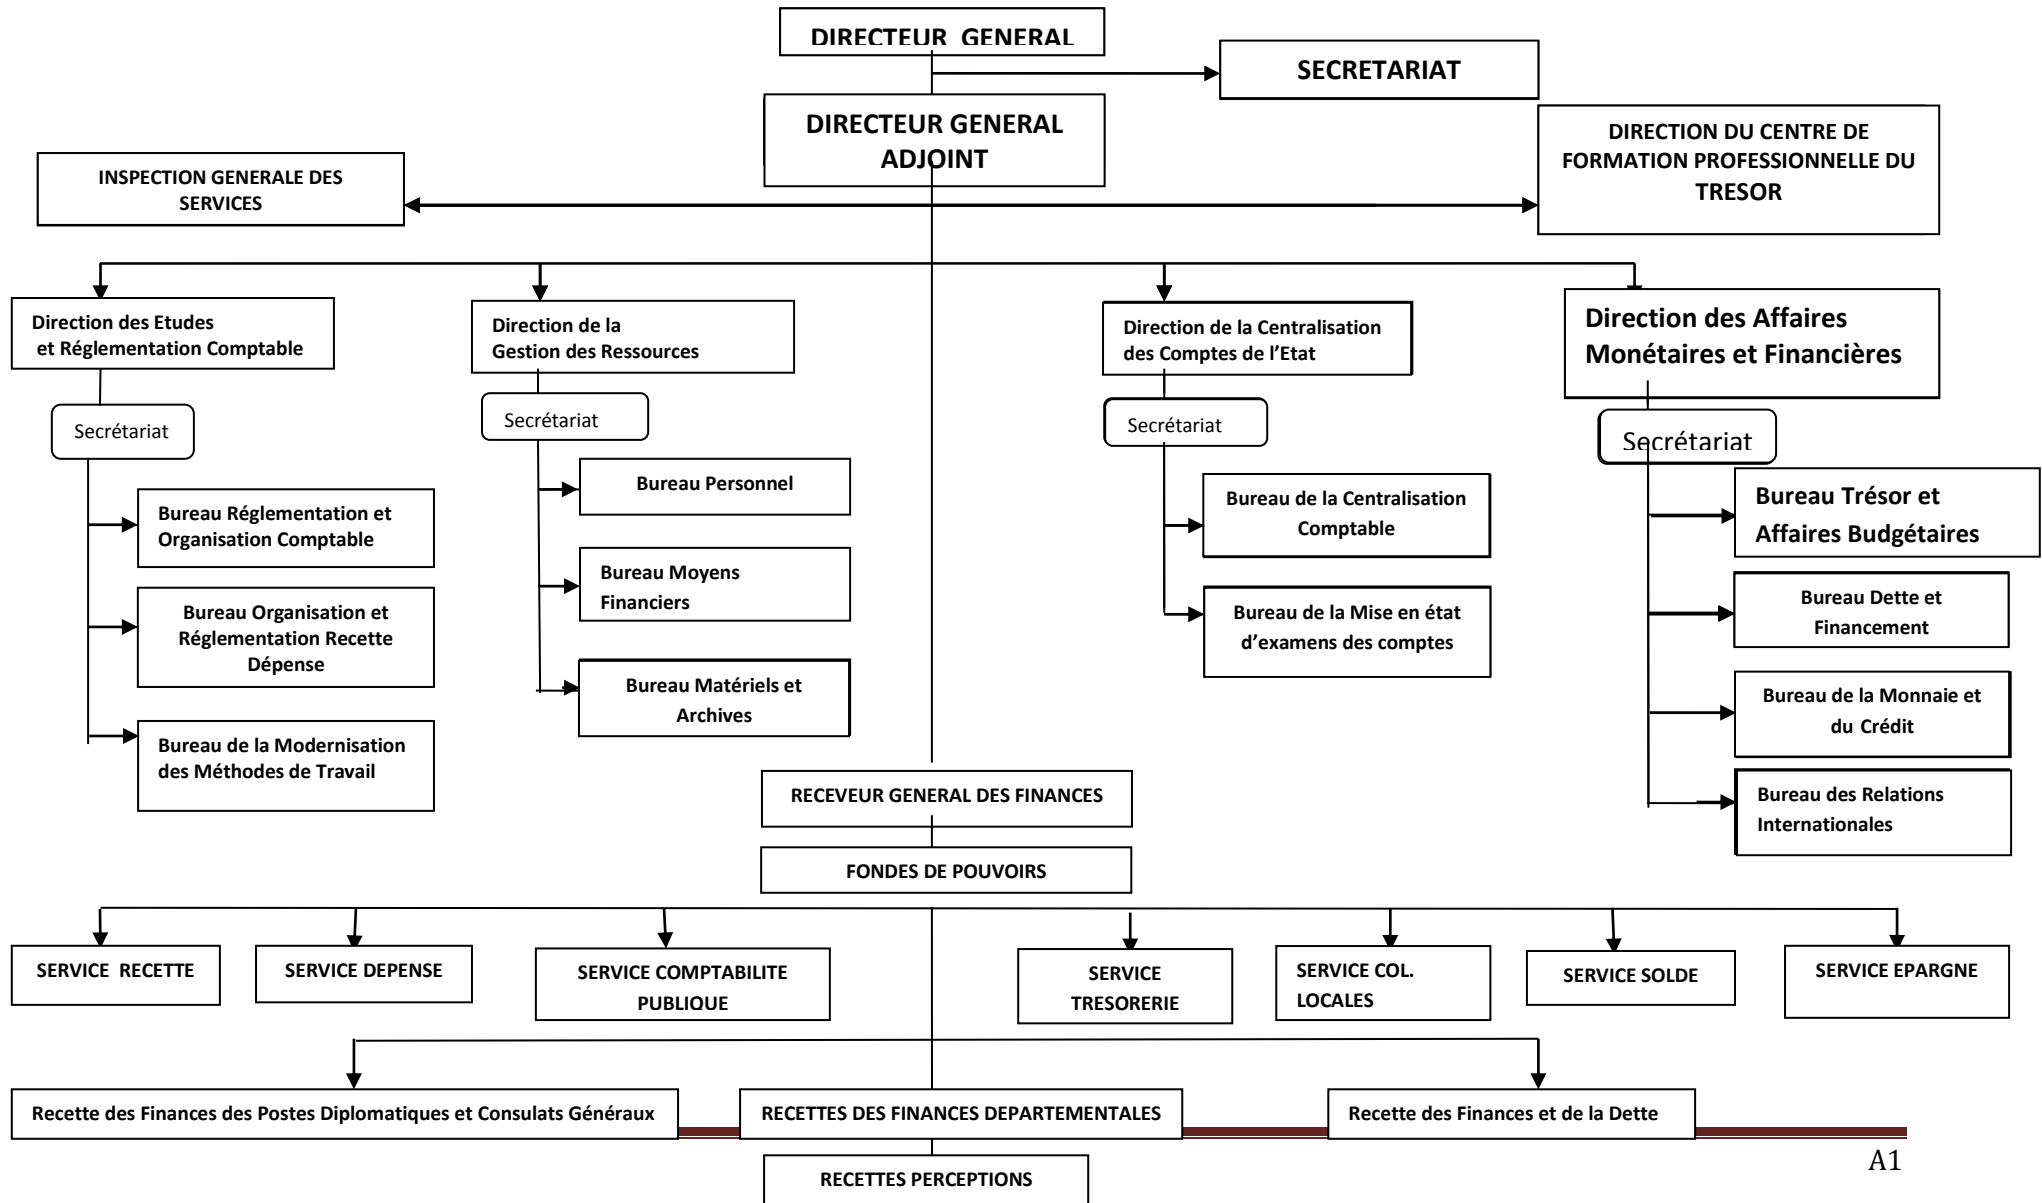 DIRECTEUR GENERAL
SECRETARIAT
DIRECTEUR GENERAL
ADJOINT
DIRECTION DU CENTRE DE
FORMATION PROFESSIONNELLE DU
TRESOR
INSPECTION GENERALE DES
SERVICES
Direction des Etudes
et Réglementation Comptable
Direction de la
Gestion des Ressources
Direction de la Centralisation
des Comptes de l’Etat
Direction des Affaires
Monétaires et Financières
Secrétariat
Secrétariat
Secrétariat
Secrétariat
Bureau Réglementation et
Organisation Comptable
Bureau Organisation et
Réglementation Recette
Dépense
Bureau de la Modernisation
des Méthodes de Travail
Bureau Personnel
Bureau Moyens
Financiers
Bureau Matériels et
Archives
Bureau de la Centralisation
Comptable
Bureau de la Mise en état
d’examens des comptes
Bureau Trésor et
Affaires Budgétaires
Bureau Dette et
Financement
Bureau de la Monnaie et
du Crédit
Bureau des Relations
Internationales
RECEVEUR GENERAL DES FINANCES
FONDES DE POUVOIRS
SERVICE RECETTE
SERVICE DEPENSE
SERVICE COMPTABILITE
PUBLIQUE
SERVICE
TRESORERIE
SERVICE COL.
LOCALES
SERVICE SOLDE
SERVICE EPARGNE
Recette des Finances des Postes Diplomatiques et Consulats Généraux
RECETTES DES FINANCES DEPARTEMENTALES
Recette des Finances et de la Dette
RECETTES PERCEPTIONS
A1